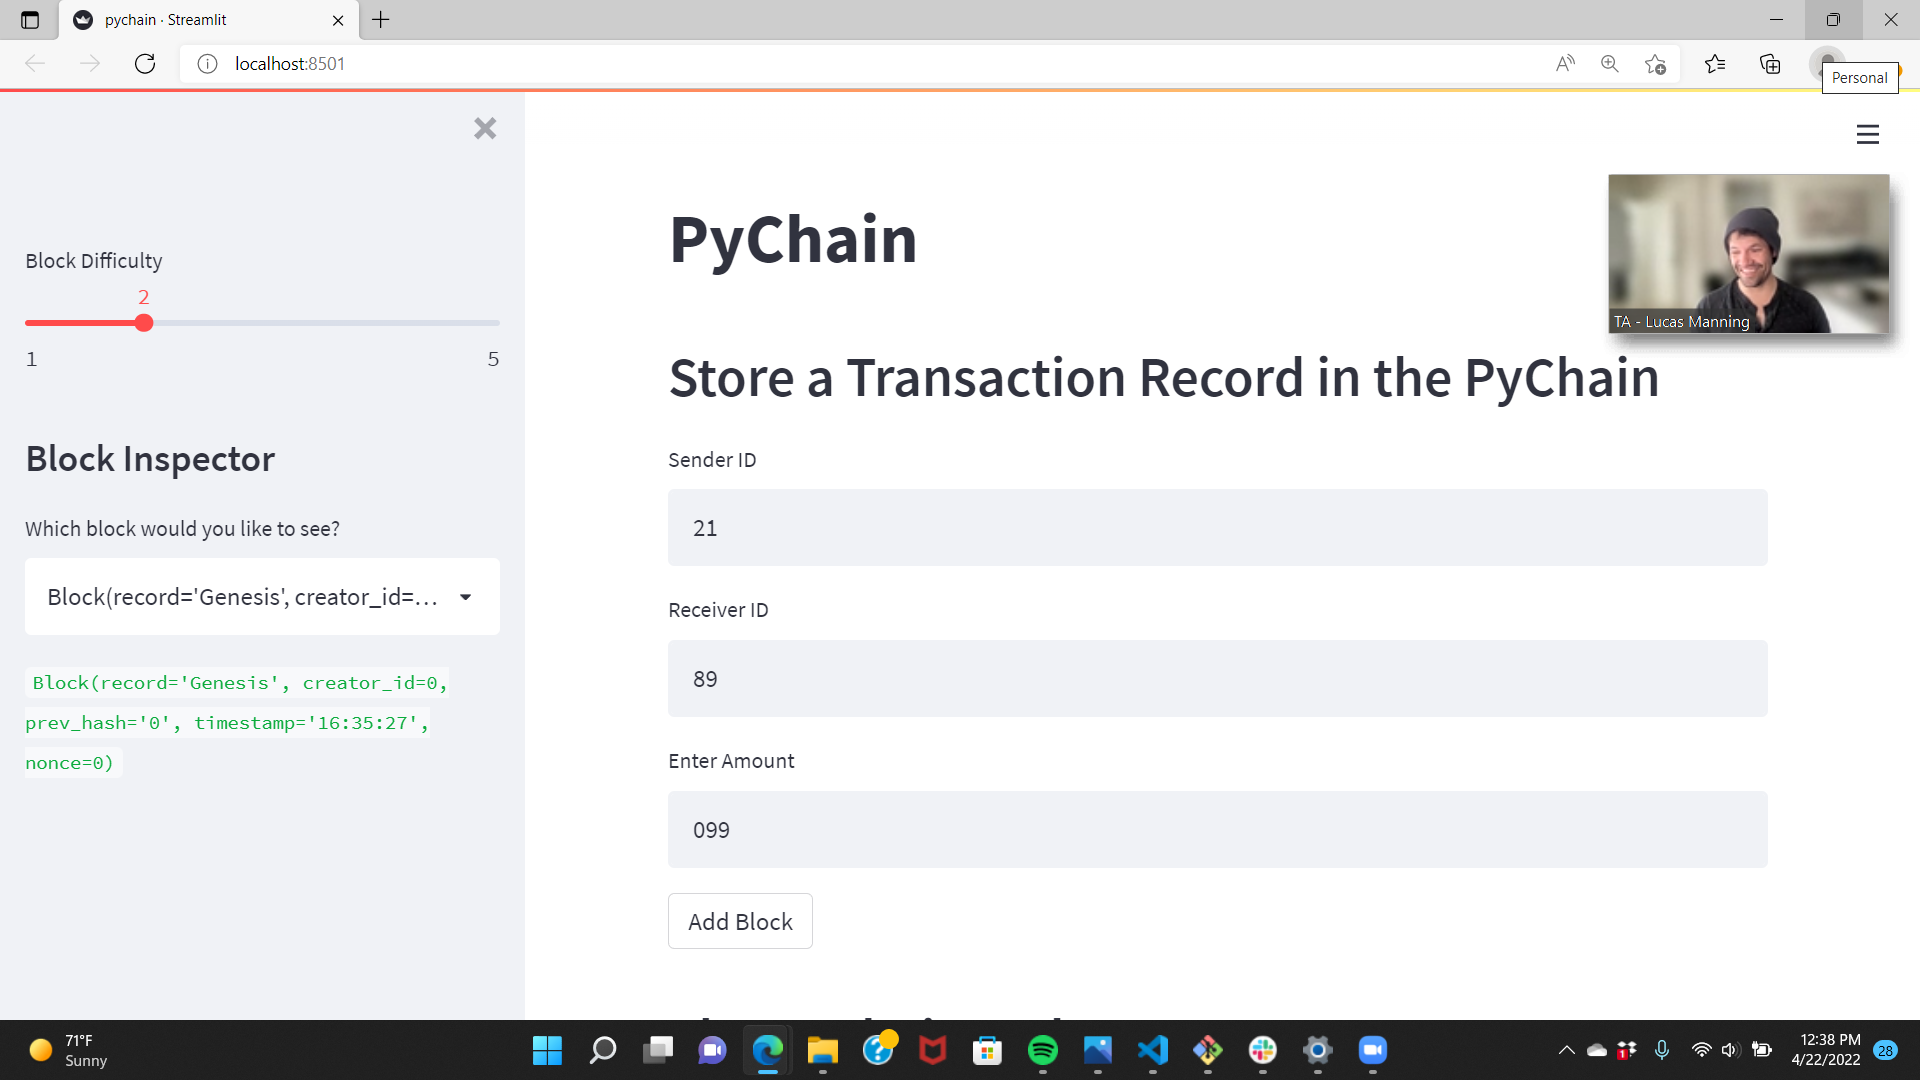 pychain · Streamlit
localhost:8501
Personal
Block Difficulty
2
1
5
Block Inspector
Which block would you like to see?
Block(record='Genesis', creator_id=...
Block(record='Genesis', creator_id=0,
prev_hash='0', timestamp='16:35:27',
nonce=0)
PyChain
TA - Lucas Manning
Store a Transaction Record in the PyChain
Sender ID
21
Receiver ID
89
Enter Amount
099
Add Block
71°F
Sunny
1
12:38 PM
4/22/2022
28